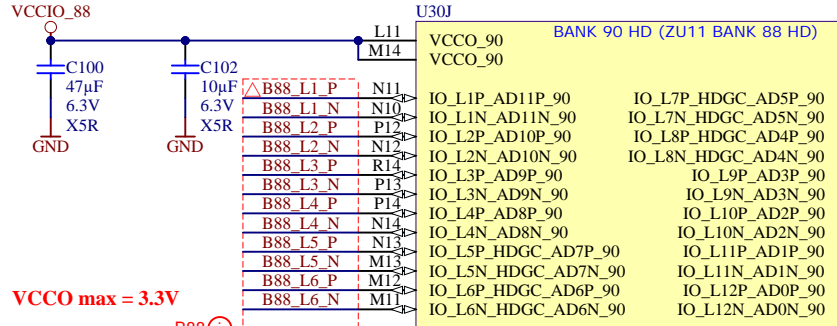 VCCIO_88
U30J
L11 VCCO_90 BANK 90 HD (ZU11 BANK 88 HD)
M14 VCCO_90
C100 C102
47µF 10µF
6.3V 6.3V
X5R X5R
GND GND
B88_L1_P N11 IO_L1P_AD11P_90 IO_L7P_HDGC_AD5P_90
B88_L1_N N10 IO_L1N_AD11N_90 IO_L7N_HDGC_AD5N_90
B88_L2_P P12 IO_L2P_AD10P_90 IO_L8P_HDGC_AD4P_90
B88_L2_N N12 IO_L2N_AD10N_90 IO_L8N_HDGC_AD4N_90
B88_L3_P R14 IO_L3P_AD9P_90 IO_L9P_AD3P_90
B88_L3_N P13 IO_L3N_AD9N_90 IO_L9N_AD3N_90
B88_L4_P P14 IO_L4P_AD8P_90 IO_L10P_AD2P_90
B88_L4_N N14 IO_L4N_AD8N_90 IO_L10N_AD2N_90
B88_L5_P N13 IO_L5P_HDGC_AD7P_90 IO_L11P_AD1P_90
B88_L5_N M13 IO_L5N_HDGC_AD7N_90 IO_L11N_AD1N_90
B88_L6_P M12 IO_L6P_HDGC_AD6P_90 IO_L12P_AD0P_90
VCCO max = 3.3V B88_L6_N M11 IO_L6N_HDGC_AD6N_90 IO_L12N_AD0N_90